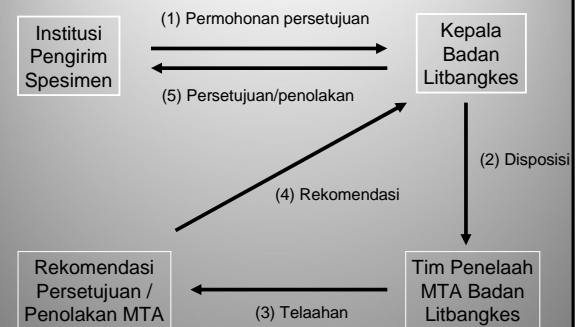 (1) Permohonan persetujuan
Institusi
Pengirim
Spesimen
Kepala
Badan
Litbangkes
(5) Persetujuan/penolakan
(2) Disposisi
(4) Rekomendasi
Rekomendasi
Persetujuan /
Penolakan MTA
(3) Telaahan
Tim Penelaah
MTA Badan
Litbangkes